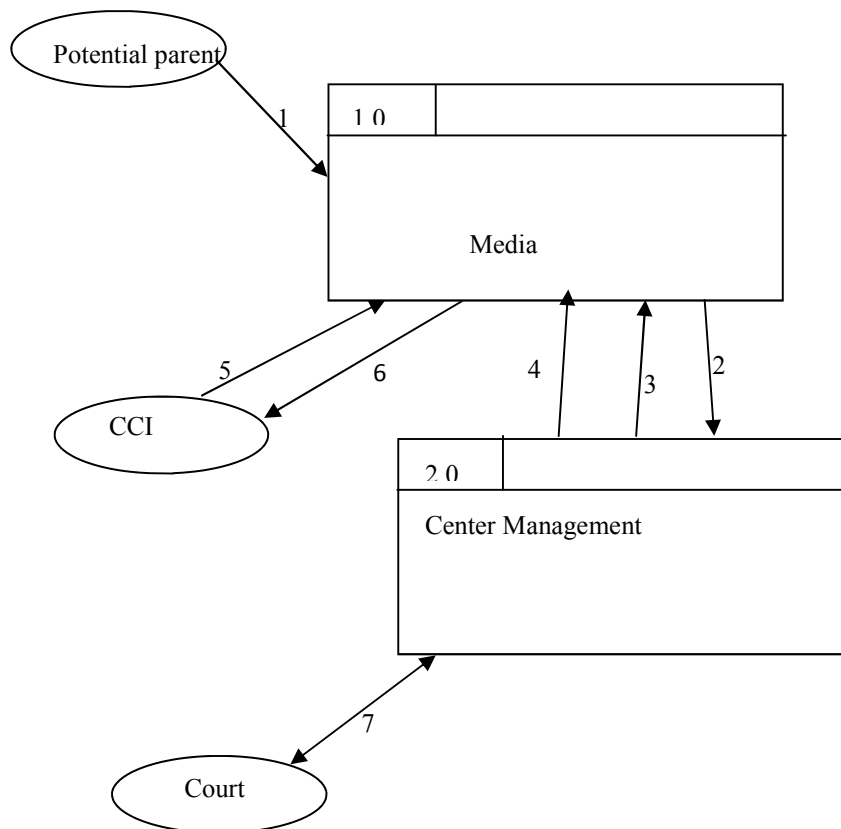 Potential parent
1
1.0
Media
5
6
4
3
2
CCI
2.0
Center Management
7
Court